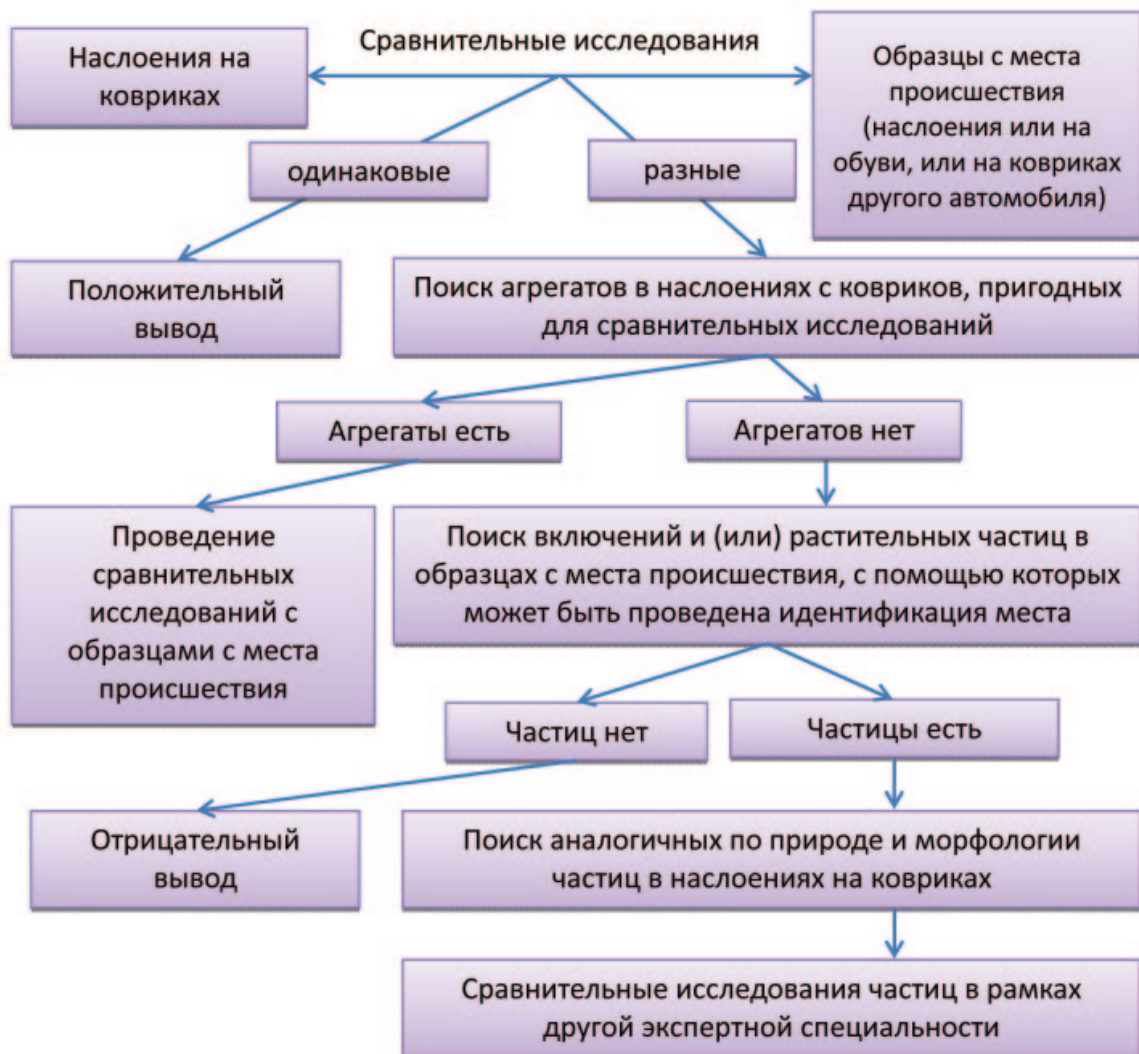 Сравнительные исследования
Наслоения на
ковриках
Образцы с места
происшествия
(наслоения или на
обуви, или на ковриках
другого автомобиля)
одинаковые
разные
Положительный
вывод
Поиск агрегатов в наслоениях с ковриков, пригодных
для сравнительных исследований
Агрегаты есть
Агрегатов нет
Проведение
сравнительных
исследований с
образцами с места
происшествия
Поиск включений и (или) растительных частиц в
образцах с места происшествия, с помощью которых
может быть проведена идентификация места
Частиц нет
Частицы есть
Отрицательный
вывод
Поиск аналогичных по природе и морфологии
частиц в наслоениях на ковриках
Сравнительные исследования частиц в рамках
другой экспертной специальности